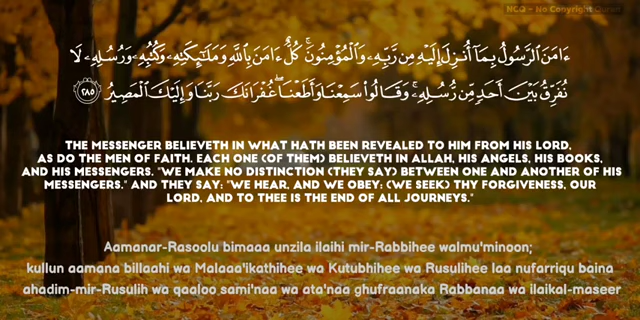 NCQ - No Copyright Quran
ءَامَنَ ٱلرَّسُولُ بِمَآ أُنزِلَ إِلَيْهِ مِن رَّبِّهِۦ وَٱلْمُؤْمِنُونَ ۚ كُلٌّ ءَامَنَ بِٱللَّهِ وَمَلَـٰٓئِكَتِهِۦ وَكُتُبِهِۦ وَرُسُلِهِۦ لَا
نُفَرِّقُ بَيْنَ أَحَدٍ مِّن رُّسُلِهِۦ ۚ وَقَالُوا۟ سَمِعْنَا وَأَطَعْنَا ۖ غُفْرَانَكَ رَبَّنَا وَإِلَيْكَ ٱلْمَصِيرُ ٢٨٥
THE MESSENGER BELIEVETH IN WHAT HATH BEEN REVEALED TO HIM FROM HIS LORD,
AS DO THE MEN OF FAITH. EACH ONE (OF THEM) BELIEVETH IN ALLAH, HIS ANGELS, HIS BOOKS,
AND HIS MESSENGERS. "WE MAKE NO DISTINCTION (THEY SAY) BETWEEN ONE AND ANOTHER OF HIS
MESSENGERS." AND THEY SAY: "WE HEAR, AND WE OBEY: (WE SEEK) THY FORGIVENESS, OUR
LORD, AND TO THEE IS THE END OF ALL JOURNEYS."
Aamanar-Rasoolu bimaaa unzila ilaihi mir-Rabbihee walmu'minoon;
kullun aamana billaahi wa Malaaa'ikathihee wa Kutubhihee wa Rusulihee laa nufarriqu baina
ahadim-mir-Rusulih wa qaaloo sami'naa wa ata'naa ghufraanaka Rabbanaa wa ilaikal-maseer